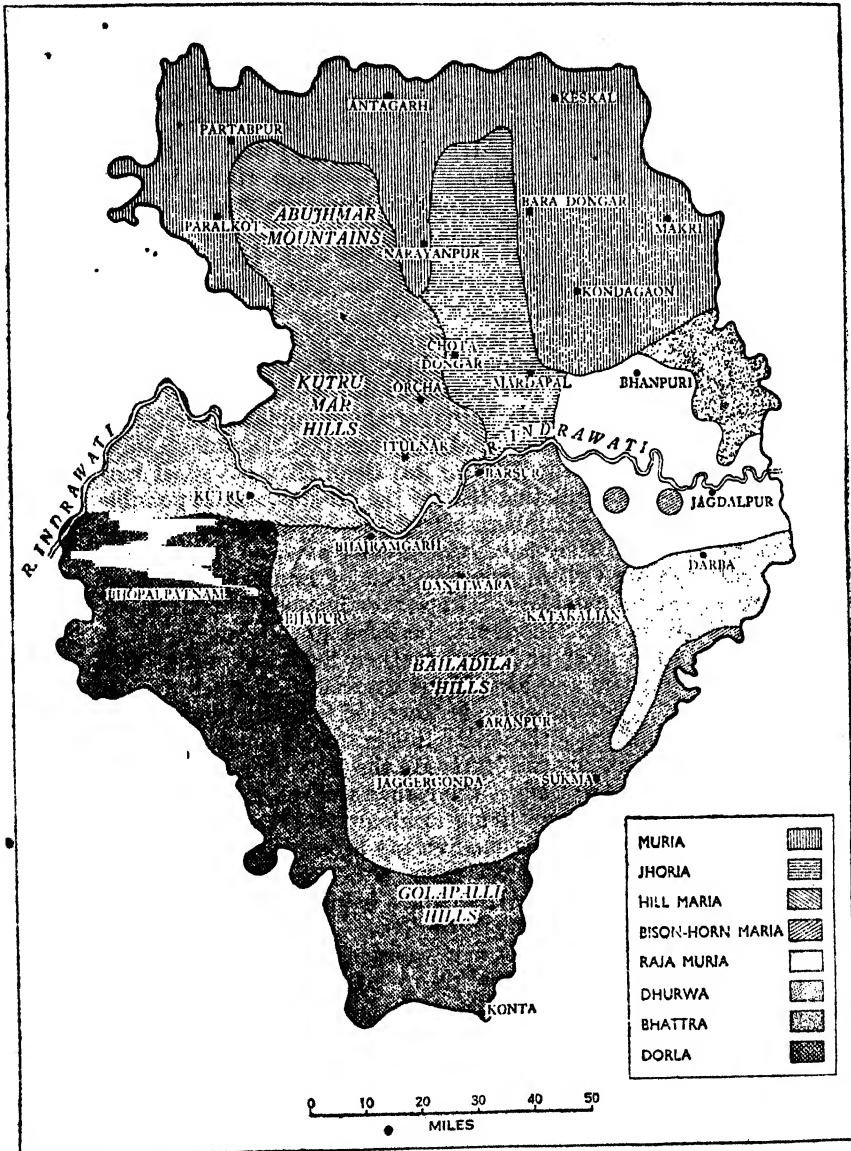 ANTAGARH
KESKAL
PARTABPUR
PARALKOT
ABUJHMAR
MOUNTAINS
BARA DONGAR
MAKRI
NARAYANPUR
KONDAGAON
CHOTA
DONGAR
MARDAPAL
BHANPURI
KUTRU
MAR
HILLS
ORCHA
R. INDRAWATI
ITULNAR
BARSUR
R. INDRAWATI
KUTRU
JAGDALPUR
BHAIRAMGARH
DARBA
BHOPALPATNAM
BIJAPUR
DANTEWARA
KATAKALIAN
BAILADILA
HILLS
ARANPUR
JAGGERGONDA
SUKMA
GOLAPALLI
HILLS
KONTA
MURIA
JHORIA
HILL MARIA
BISON-HORN MARIA
RAJA MURIA
DHURWA
BHATTRA
DORLA
0 10 20 30 40 50
MILES